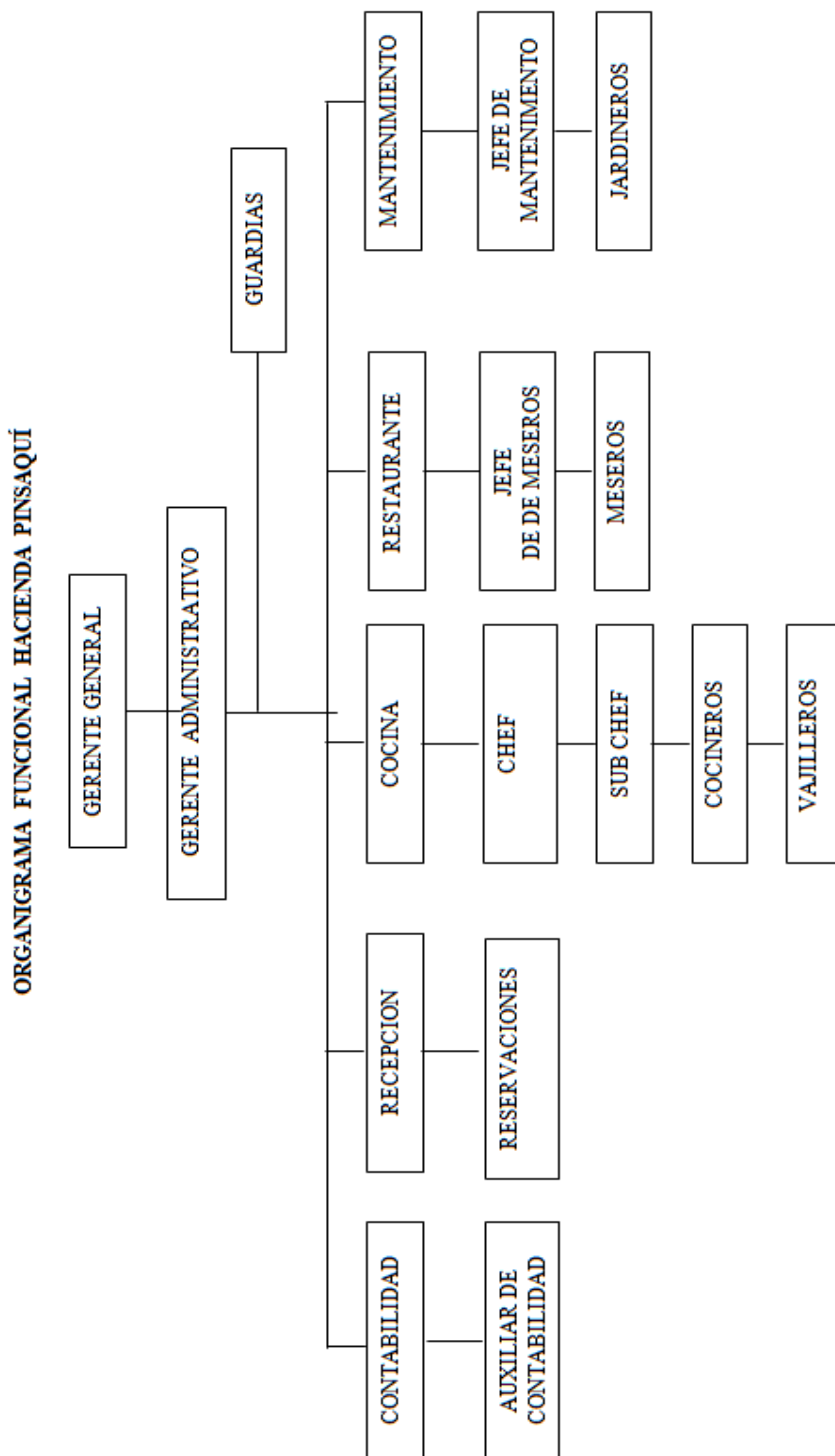 ORGANIGRAMA FUNCIONAL HACIENDA PINSAQUÍ
GERENTE GENERAL
GERENTE ADMINISTRATIVO
GUARDIAS
CONTABILIDAD
RECEPCION
COCINA
RESTAURANTE
MANTENIMIENTO
AUXILIAR DE
CONTABILIDAD
RESERVACIONES
CHEF
JEFE
DE DE MESEROS
JEFE DE
MANTENIMENTO
SUB CHEF
MESEROS
JARDINEROS
COCINEROS
VAJILLEROS